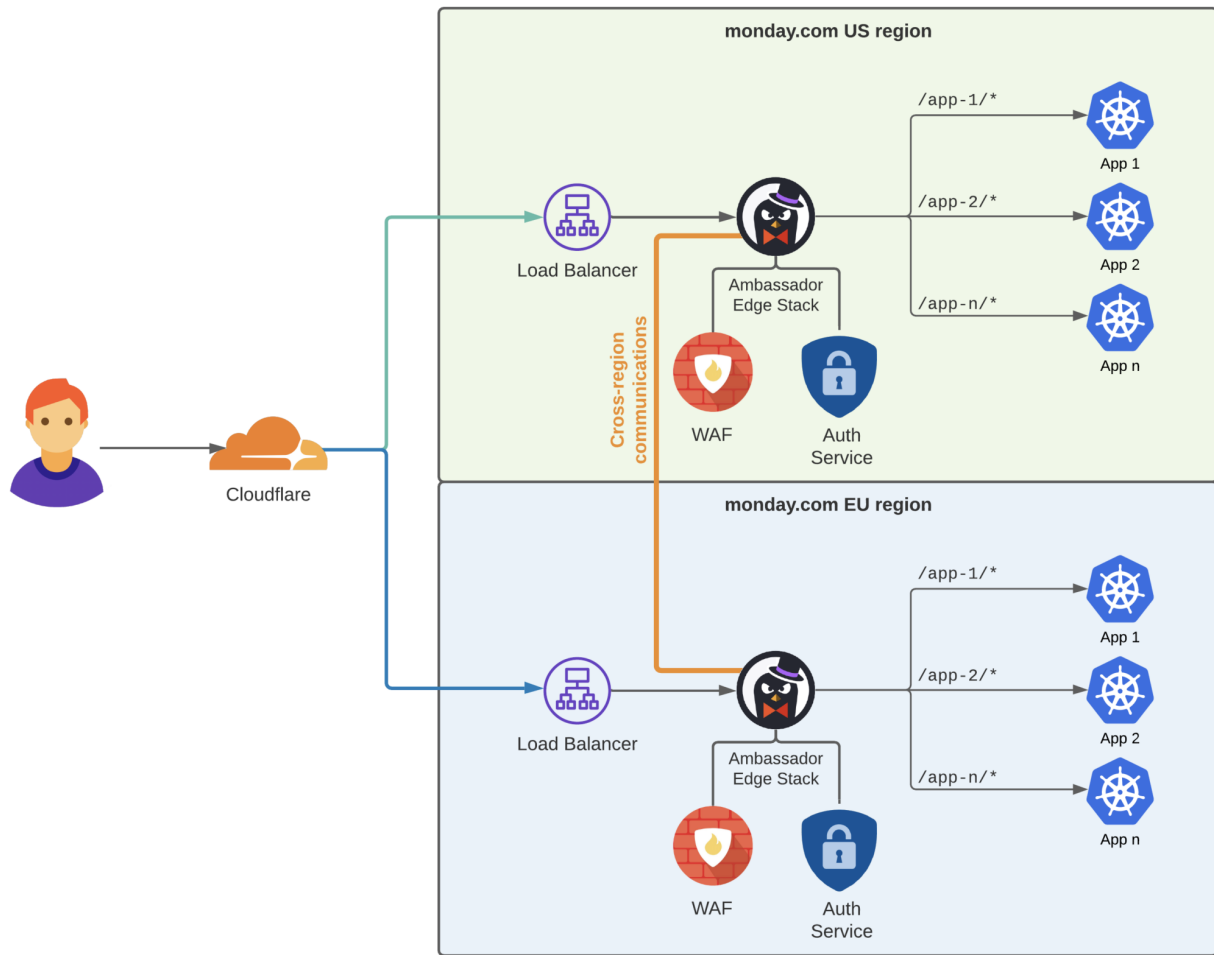 monday.com US region
/app-1/*
App 1
/app-2/*
App 2
/app-n/*
App n
Load Balancer
Ambassador
Edge Stack
Cross-region
communications
WAF
Auth
Service
Cloudflare
monday.com EU region
/app-1/*
App 1
/app-2/*
App 2
/app-n/*
App n
Load Balancer
Ambassador
Edge Stack
WAF
Auth
Service